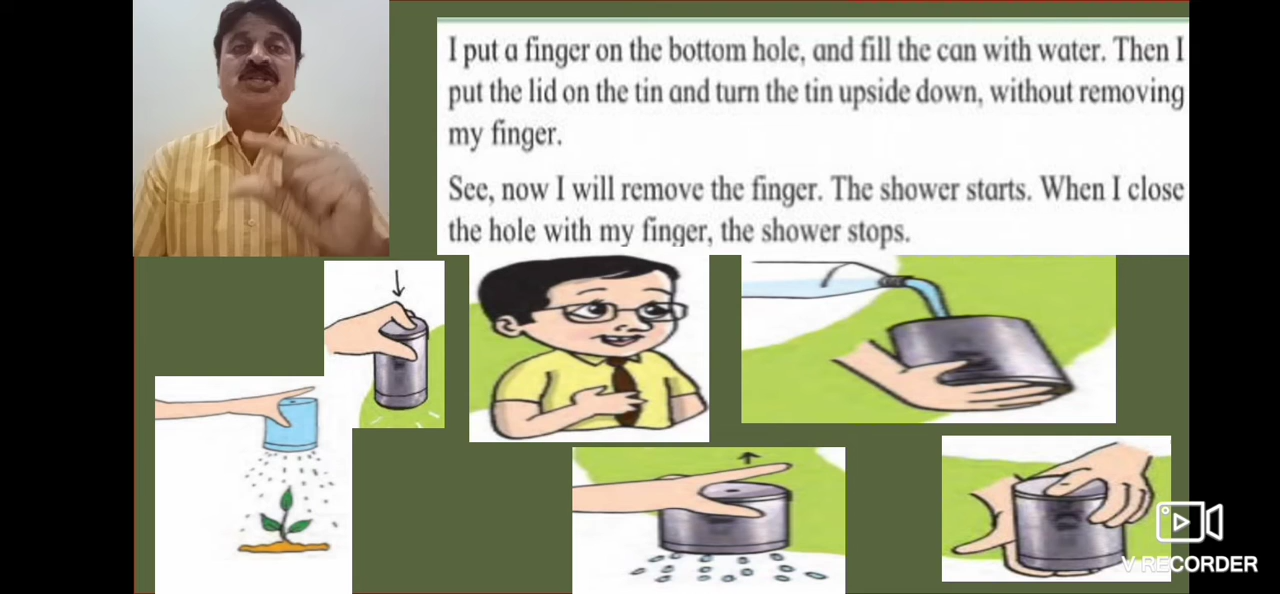 I put a finger on the bottom hole, and fill the can with water. Then I
put the lid on the tin and turn the tin upside down, without removing
my finger.
See, now I will remove the finger. The shower starts. When I close
the hole with my finger, the shower stops.
V RECORDER